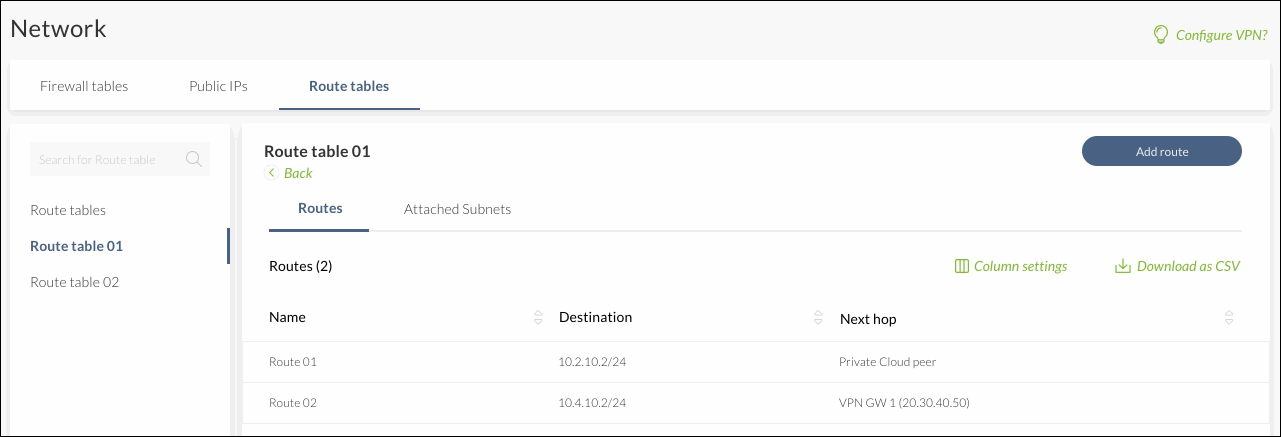 Network
Configure VPN?
Firewall tables
Public IPs
Route tables
Search for Route table
Route tables
Route table 01
Route table 02
Route table 01
Back
Add route
Routes
Attached Subnets
Routes (2)
Column settings
Download as CSV
Name
Destination
Next hop
Route 01
10.2.10.2/24
Private Cloud peer
Route 02
10.4.10.2/24
VPN GW 1 (20.30.40.50)